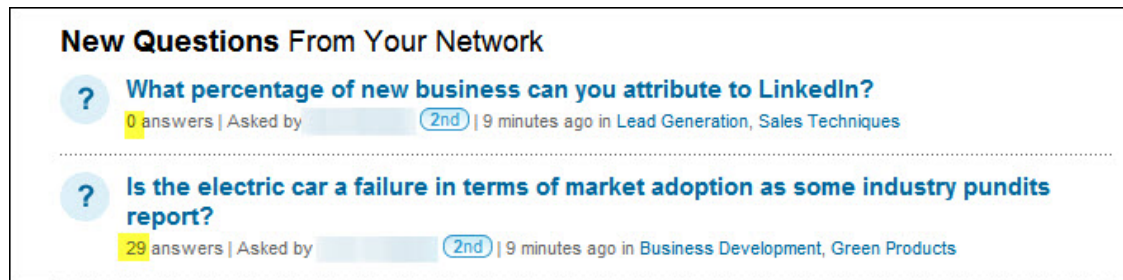 New Questions From Your Network
? What percentage of new business can you attribute to LinkedIn?
0 answers | Asked by 2nd | 9 minutes ago in Lead Generation, Sales Techniques
? Is the electric car a failure in terms of market adoption as some industry pundits
report?
29 answers | Asked by 2nd | 9 minutes ago in Business Development, Green Products